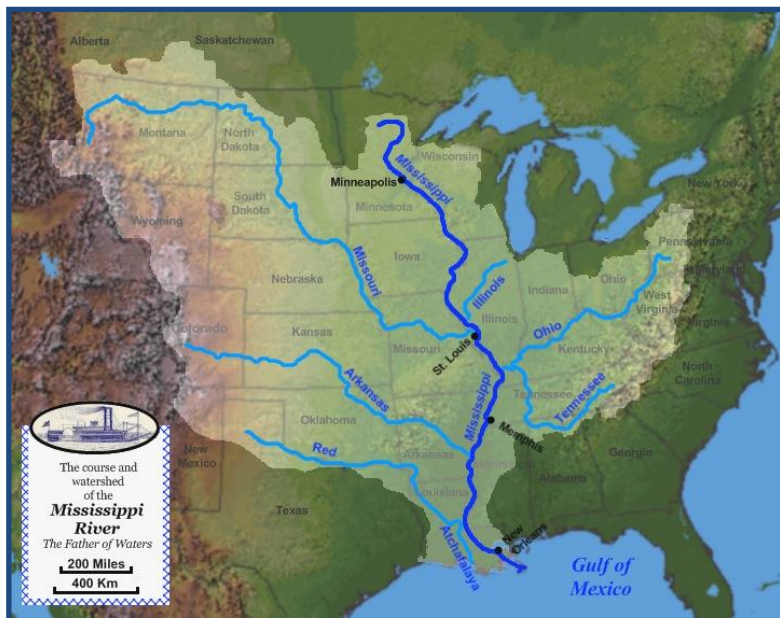 Alberta
Saskatchewan
Montana
North
Dakota
Minneapolis
Mississippi
Wisconsin
Minnesota
South
Dakota
Wyoming
New York
Pennsylvania
Maryland
Iowa
Nebraska
Missouri
Illinois
Illinois
Indiana
Ohio
West
Virginia
Virginia
Colorado
Kansas
Missouri
St. Louis
Ohio
Kentucky
North
Carolina
Arkansas
Mississippi
Tennessee
Tennessee
Memphis
Oklahoma
Red
Arkansas
Mississippi
Alabama
Georgia
New
Mexico
Texas
Louisiana
Atchafalaya
New
Orleans
Gulf of
Mexico
The course and
watershed
of the
Mississippi
River
The Father of Waters
200 Miles
400 Km